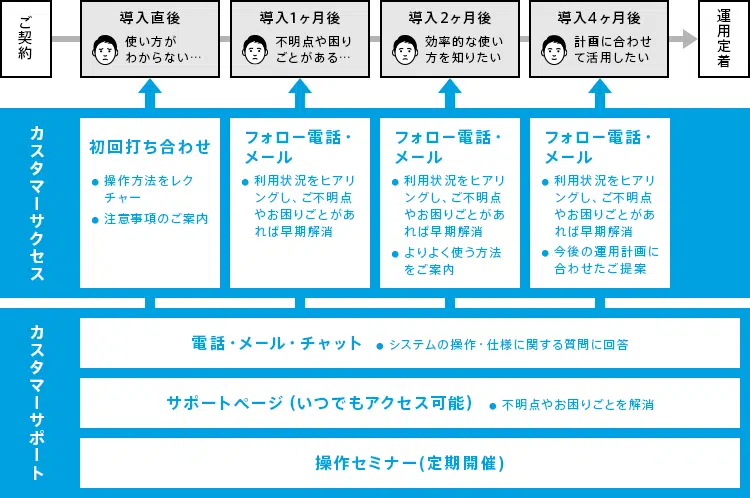 ご契約
導入直後
使い方が
わからない…
導入1ヶ月後
不明点や困り
ごとがある…
導入2ヶ月後
効率的な使い
方を知りたい
導入4ヶ月後
計画に合わせ
て活用したい
運用定着
カスタマーサクセス
初回打ち合わせ
● 操作方法をレク
チャー
● 注意事項のご案内
フォロー電話・
メール
● 利用状況をヒアリ
ングし、ご不明点
やお困りごとがあ
れば早期解消
フォロー電話・
メール
● 利用状況をヒアリ
ングし、ご不明点
やお困りごとがあ
れば早期解消
● よりよく使う方法
をご案内
フォロー電話・
メール
● 利用状況をヒアリ
ングし、ご不明点
やお困りごとがあ
れば早期解消
● 今後の運用計画に
合わせたご提案
カスタマーサポート
電話・メール・チャット ● システムの操作・仕様に関する質問に回答
サポートページ（いつでもアクセス可能） ● 不明点やお困りごとを解消
操作セミナー(定期開催)